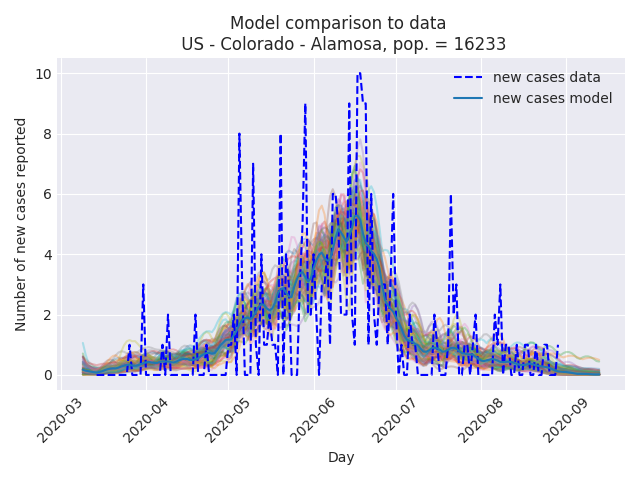 Model comparison to data
US - Colorado - Alamosa, pop. = 16233
Number of new cases reported
10
8
6
4
2
0
new cases data
new cases model
2020-03
2020-04
2020-05
2020-06
2020-07
2020-08
2020-09
Day